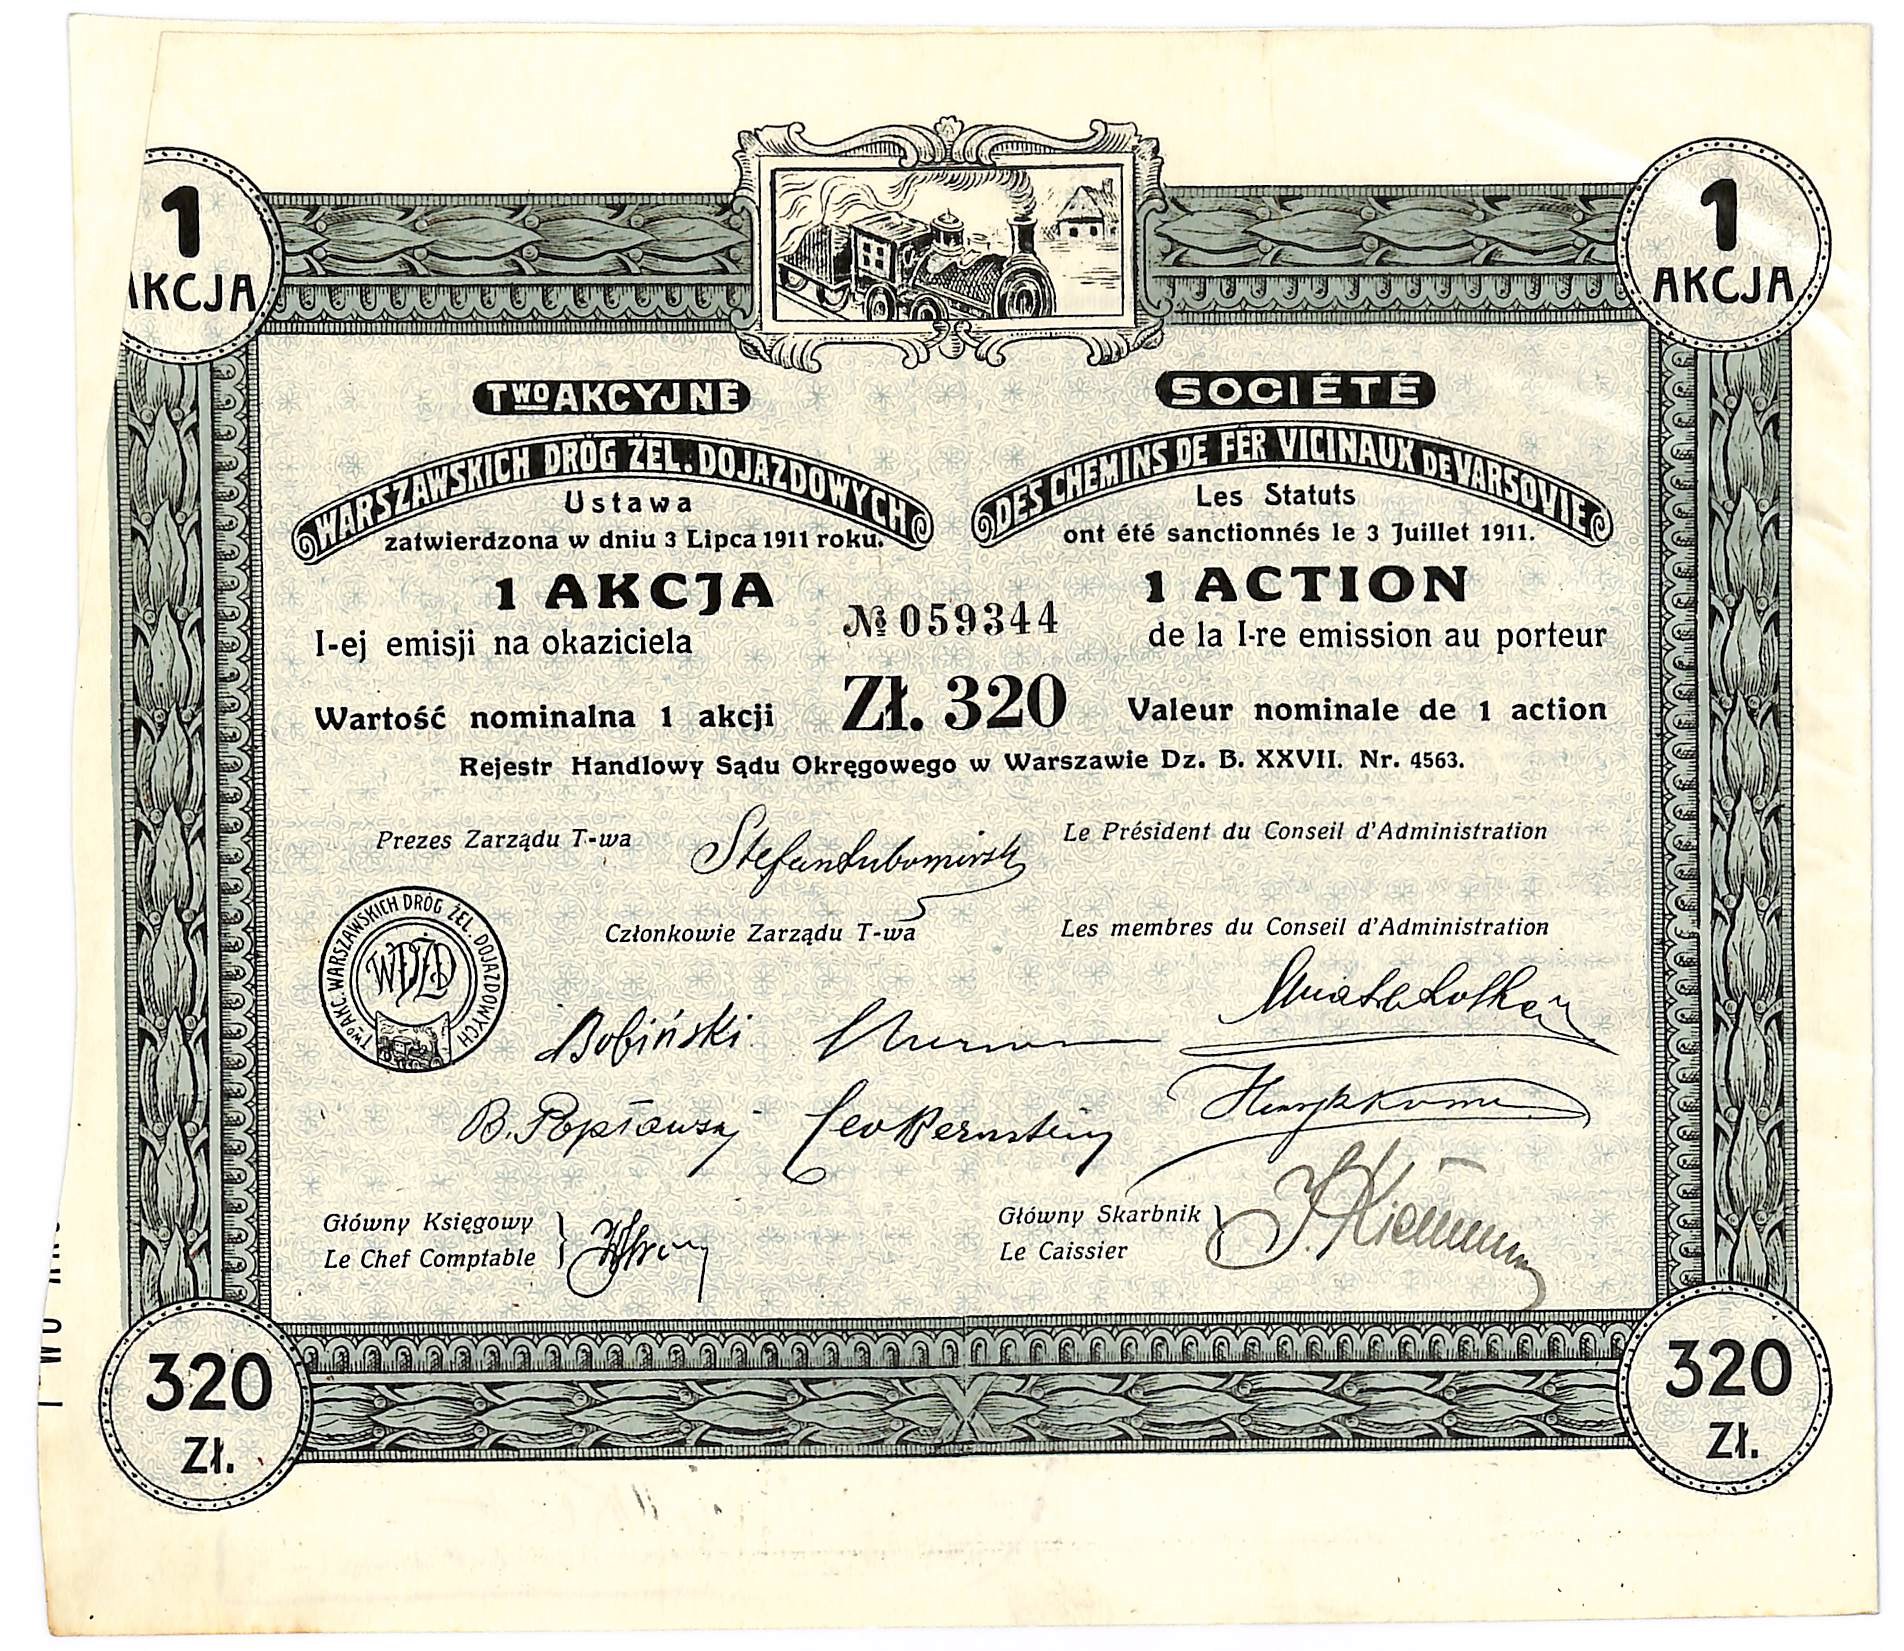 1
AKCJA
1
AKCJA
TWO AKCYJNE
WARSZAWSKICH DRÓG ŻEL. DOJAZDOWYCH
Ustawa
zatwierdzona w dniu 3 Lipca 1911 roku.
1 AKCJA
I-ej emisji na okaziciela
SOCIÉTÉ
DES CHEMINS DE FER VICINAUX DE VARSOVIE
Les Statuts
ont été sanctionnés le 3 Juillet 1911.
1 ACTION
de la I-re emission au porteur
№ 059344
Wartość nominalna 1 akcji Zł. 320 Valeur nominale de 1 action
Rejestr Handlowy Sądu Okręgowego w Warszawie Dz. B. XXVII. Nr. 4563.
Prezes Zarządu T-wa
Stefan Lubomirski
Le Président du Conseil d'Administration
Członkowie Zarządu T-wa
Les membres du Conseil d'Administration
TWO AKC. WARSZAWSKICH DRÓG ŻEL. DOJAZDOWYCH
WDŻD
Bobiński
B. Popławski
Leo Bernstein
Główny Księgowy
Le Chef Comptable
Główny Skarbnik
Le Caissier
320
Zł.
320
Zł.